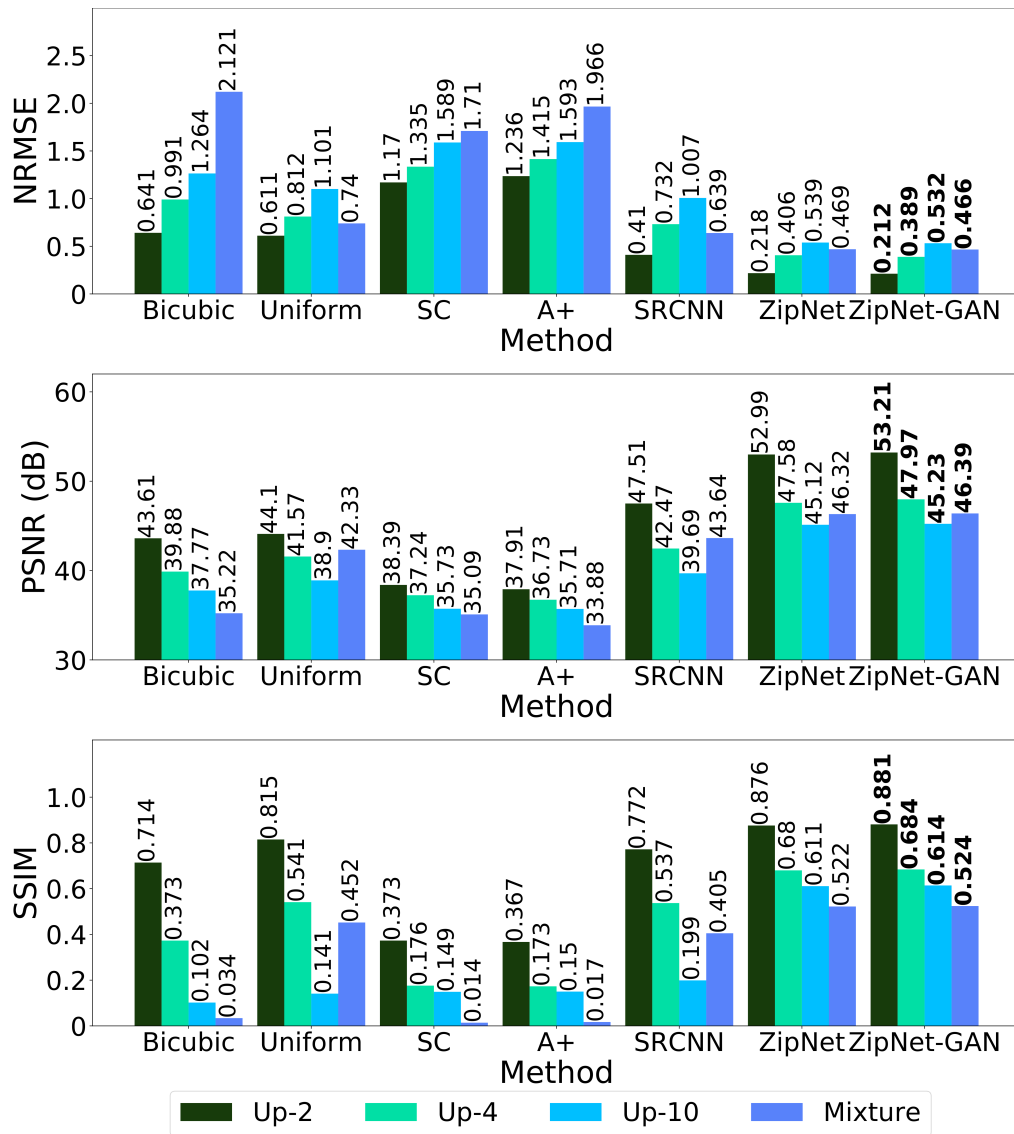 NRMSE
2.5
2.0
1.5
1.0
0.5
0
0.641 0.991 1.264 2.121
0.611 0.812 1.101 0.74
1.17 1.335 1.589 1.71
1.236 1.415 1.593 1.966
0.41 0.732 1.007 0.639
0.218 0.406 0.539 0.469
0.212 0.389 0.532 0.466
Bicubic Uniform SC A+ SRCNN ZipNet ZipNet-GAN
Method
PSNR (dB)
60
50
40
30
43.61 39.88 37.77 35.22
44.1 41.57 38.9 42.33
38.39 37.24 35.73 35.09
37.91 36.73 35.71 33.88
47.51 42.47 39.69 43.64
52.99 47.58 45.12 46.32
53.21 47.97 45.23 46.39
Bicubic Uniform SC A+ SRCNN ZipNet ZipNet-GAN
Method
SSIM
1.0
0.8
0.6
0.4
0.2
0
0.714 0.373 0.102 0.034
0.815 0.541 0.141 0.452
0.373 0.176 0.149 0.014
0.367 0.173 0.15 0.017
0.772 0.537 0.199 0.405
0.876 0.68 0.611 0.522
0.881 0.684 0.614 0.524
Bicubic Uniform SC A+ SRCNN ZipNet ZipNet-GAN
Method
Up-2 Up-4 Up-10 Mixture